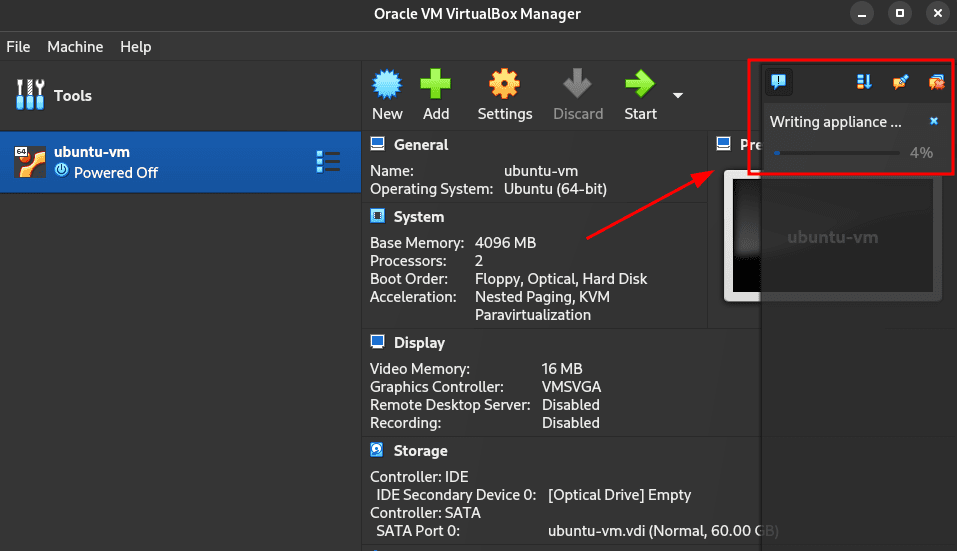 Oracle VM VirtualBox Manager
File Machine Help
Tools
New Add Settings Discard Start
Writing appliance ...
4%
64
ubuntu-vm
Powered Off
General
Name: ubuntu-vm
Operating System: Ubuntu (64-bit)
System
Base Memory: 4096 MB
Processors: 2
Boot Order: Floppy, Optical, Hard Disk
Acceleration: Nested Paging, KVM
Paravirtualization
Pre
ubuntu-vm
Display
Video Memory: 16 MB
Graphics Controller: VMSVGA
Remote Desktop Server: Disabled
Recording: Disabled
Storage
Controller: IDE
IDE Secondary Device 0: [Optical Drive] Empty
Controller: SATA
SATA Port 0: ubuntu-vm.vdi (Normal, 60.00 GB)